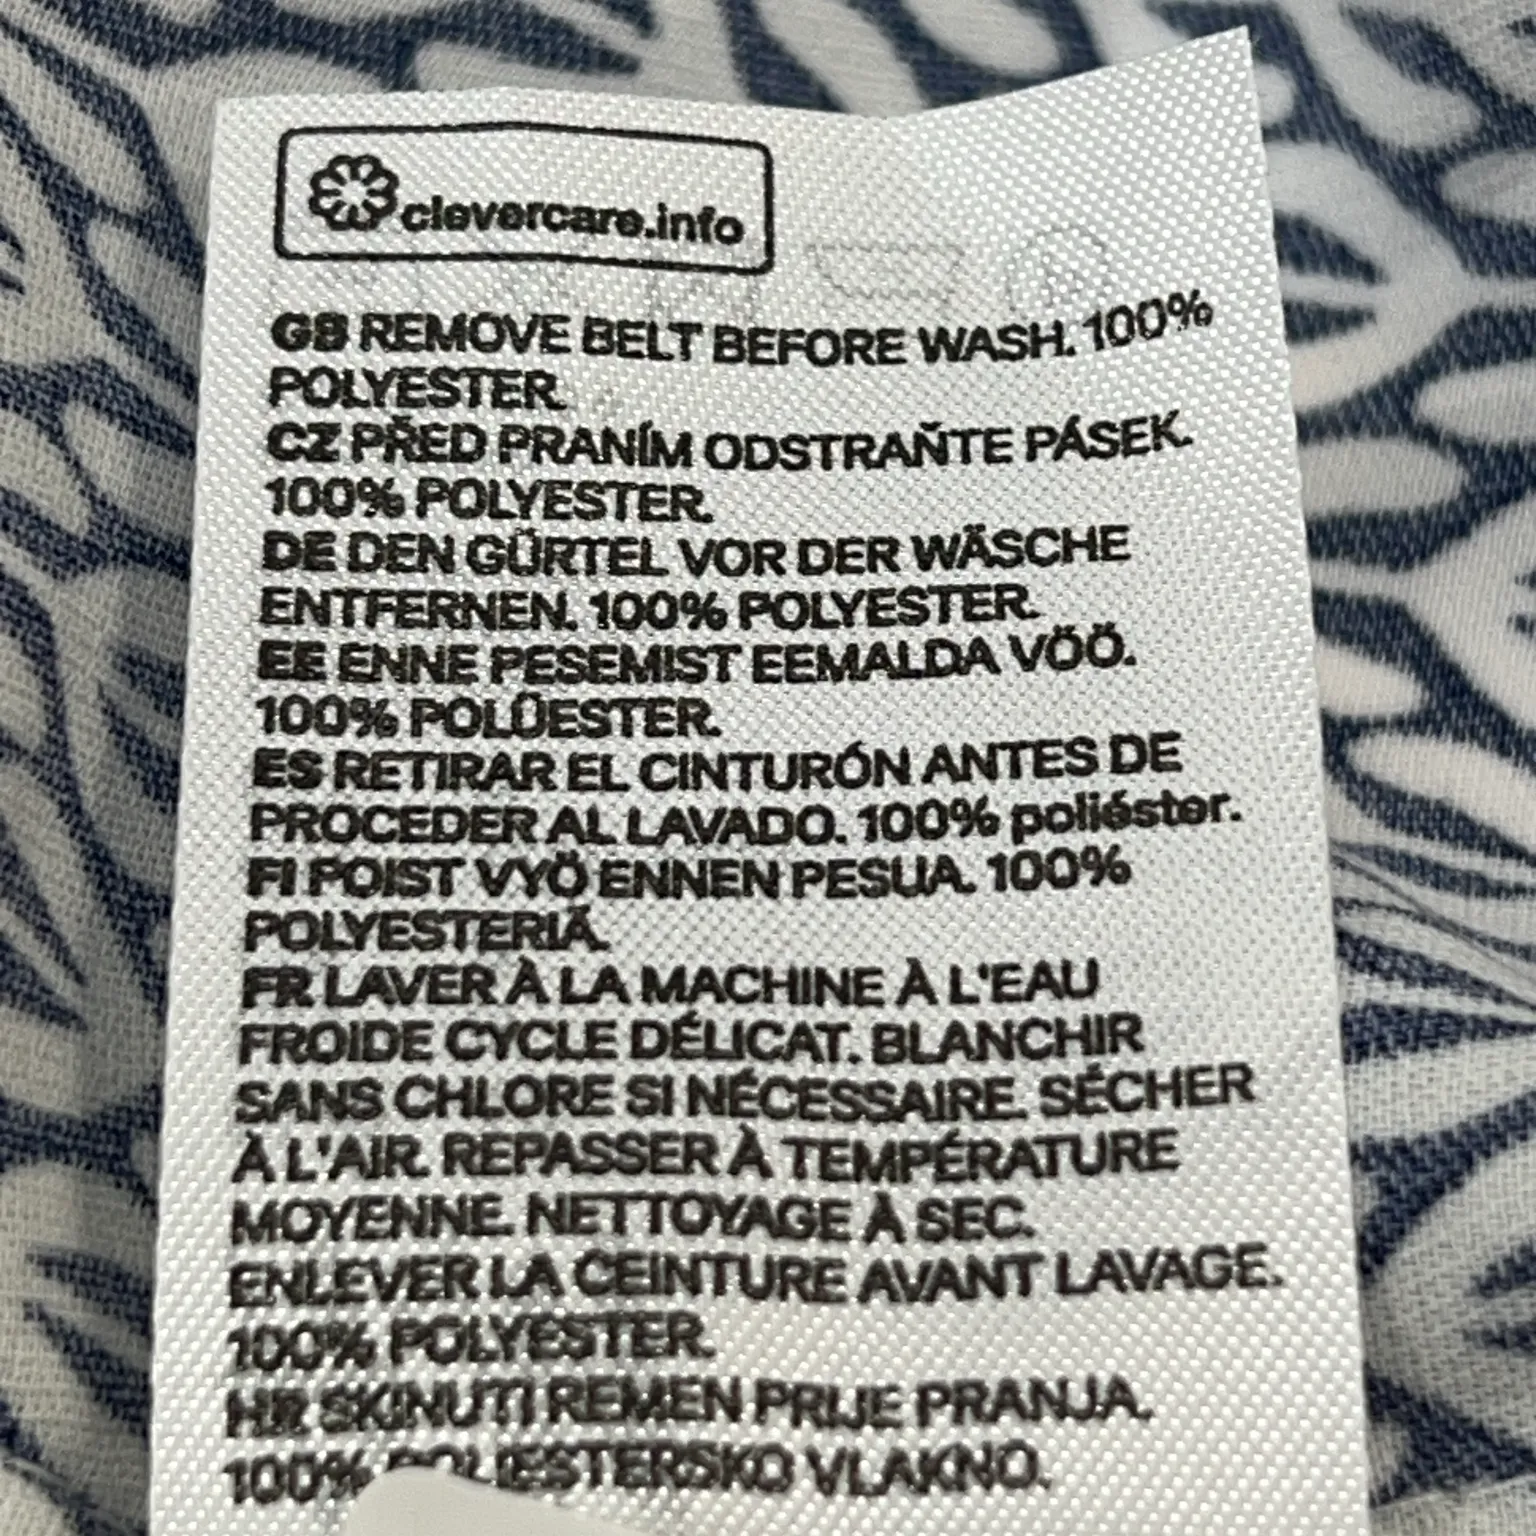 clevercare.info
GB REMOVE BELT BEFORE WASH. 100%
POLYESTER.
CZ PŘED PRANÍM ODSTRAŇTE PÁSEK.
100% POLYESTER.
DE DEN GÜRTEL VOR DER WÄSCHE
ENTFERNEN. 100% POLYESTER.
EE ENNE PESEMIST EEMALDA VÖÖ.
100% POLÜESTER.
ES RETIRAR EL CINTURÓN ANTES DE
PROCEDER AL LAVADO. 100% poliéster.
FI POIST VYÖ ENNEN PESUA. 100%
POLYESTERIÄ.
FR LAVER À LA MACHINE À L'EAU
FROIDE CYCLE DÉLICAT. BLANCHIR
SANS CHLORE SI NÉCESSAIRE. SÉCHER
À L'AIR. REPASSER À TEMPÉRATURE
MOYENNE. NETTOYAGE À SEC.
ENLEVER LA CEINTURE AVANT LAVAGE.
100% POLYESTER.
HR SKINUTI REMEN PRIJE PRANJA.
100% POLIESTERSKO VLAKNO.